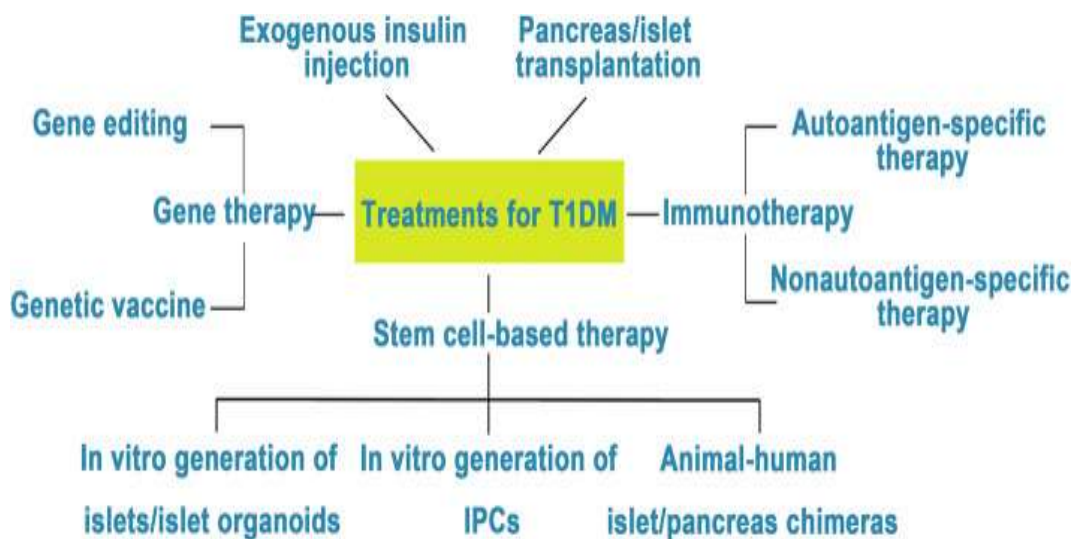 Exogenous insulin
injection
Pancreas/islet
transplantation
Gene editing
Autoantigen-specific
therapy
Gene therapy
Treatments for T1DM
Immunotherapy
Genetic vaccine
Nonautoantigen-specific
therapy
Stem cell-based therapy
In vitro generation of
islets/islet organoids
In vitro generation of
IPCs
Animal-human
islet/pancreas chimeras